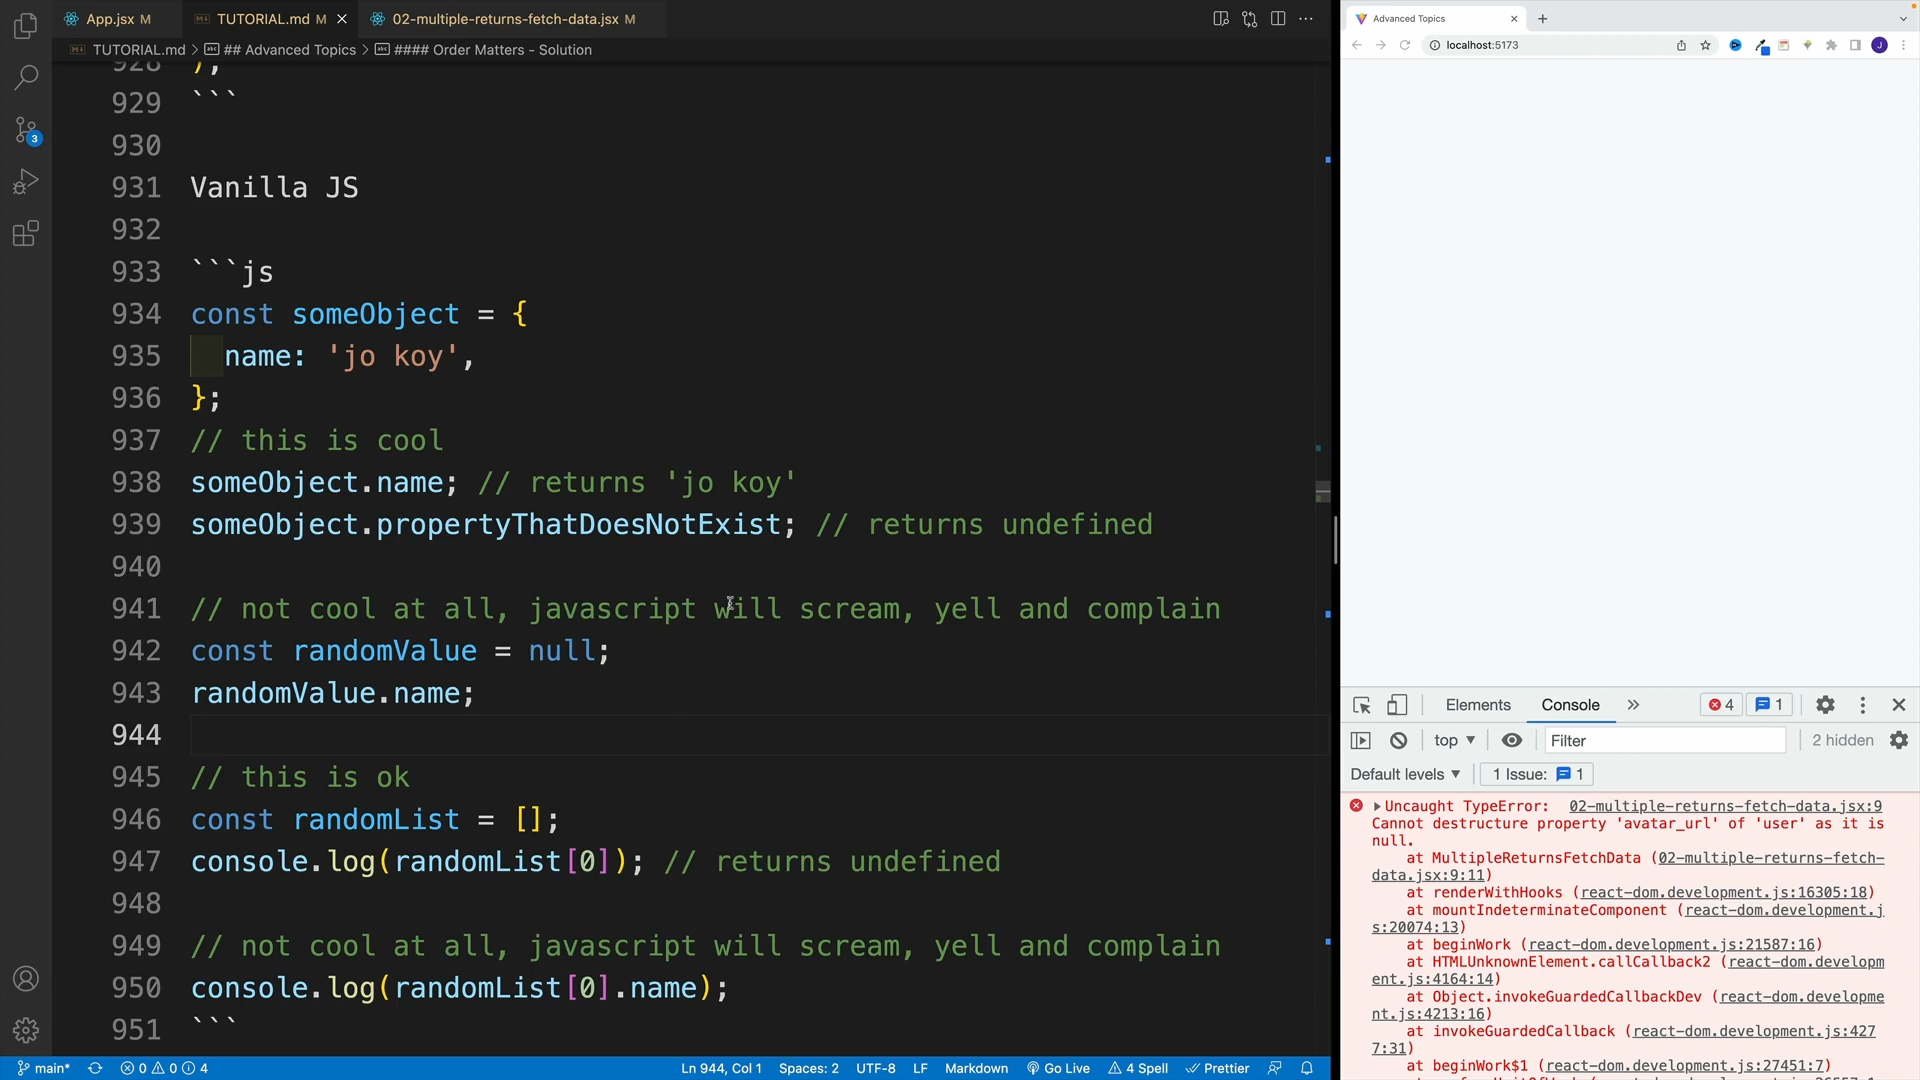 App.jsx M
TUTORIAL.md M
02-multiple-returns-fetch-data.jsx M
TUTORIAL.md > ## Advanced Topics > #### Order Matters - Solution
928 );
929 ```
930
931 Vanilla JS
932
933 ```js
934 const someObject = {
935 name: 'jo koy',
936 };
937 // this is cool
938 someObject.name; // returns 'jo koy'
939 someObject.propertyThatDoesNotExist; // returns undefined
940
941 // not cool at all, javascript will scream, yell and complain
942 const randomValue = null;
943 randomValue.name;
944
945 // this is ok
946 const randomList = [];
947 console.log(randomList[0]); // returns undefined
948
949 // not cool at all, javascript will scream, yell and complain
950 console.log(randomList[0].name);
951 ```
3
main* 0 0 4
Ln 944, Col 1 Spaces: 2 UTF-8 LF Markdown Go Live 4 Spell Prettier
Advanced Topics
localhost:5173
J
Elements Console 4 1
top Filter 2 hidden
Default levels 1 Issue: 1
Uncaught TypeError: 02-multiple-returns-fetch-data.jsx:9
Cannot destructure property 'avatar_url' of 'user' as it is
null.
at MultipleReturnsFetchData (02-multiple-returns-fetch-
data.jsx:9:11)
at renderWithHooks (react-dom.development.js:16305:18)
at mountIndeterminateComponent (react-dom.development.j
s:20074:13)
at beginWork (react-dom.development.js:21587:16)
at HTMLUnknownElement.callCallback2 (react-dom.developm
ent.js:4164:14)
at Object.invokeGuardedCallbackDev (react-dom.developme
nt.js:4213:16)
at invokeGuardedCallback (react-dom.development.js:427
7:31)
at beginWork$1 (react-dom.development.js:27451:7)